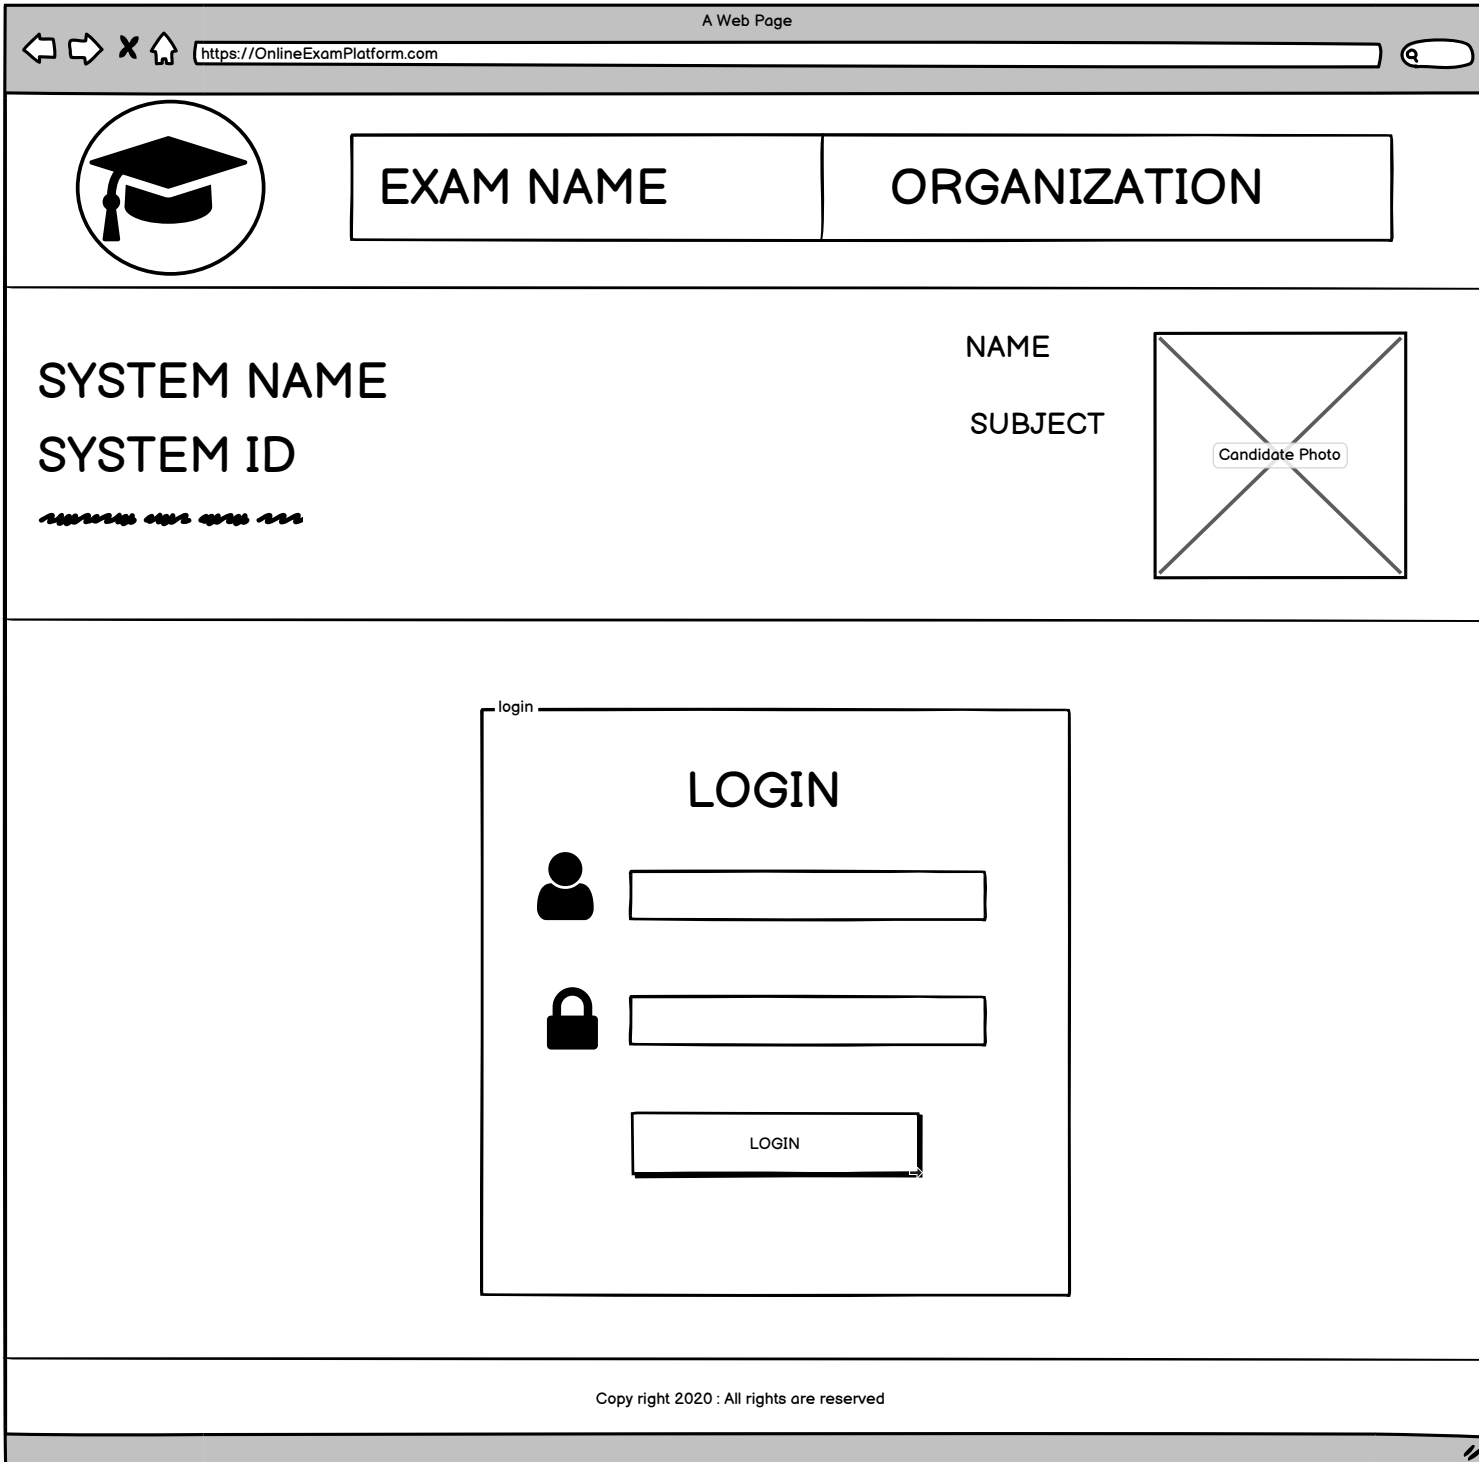 A Web Page
https://OnlineExamPlatform.com
EXAM NAME
ORGANIZATION
SYSTEM NAME
SYSTEM ID
NAME
SUBJECT
Candidate Photo
login
LOGIN
LOGIN
Copy right 2020 : All rights are reserved